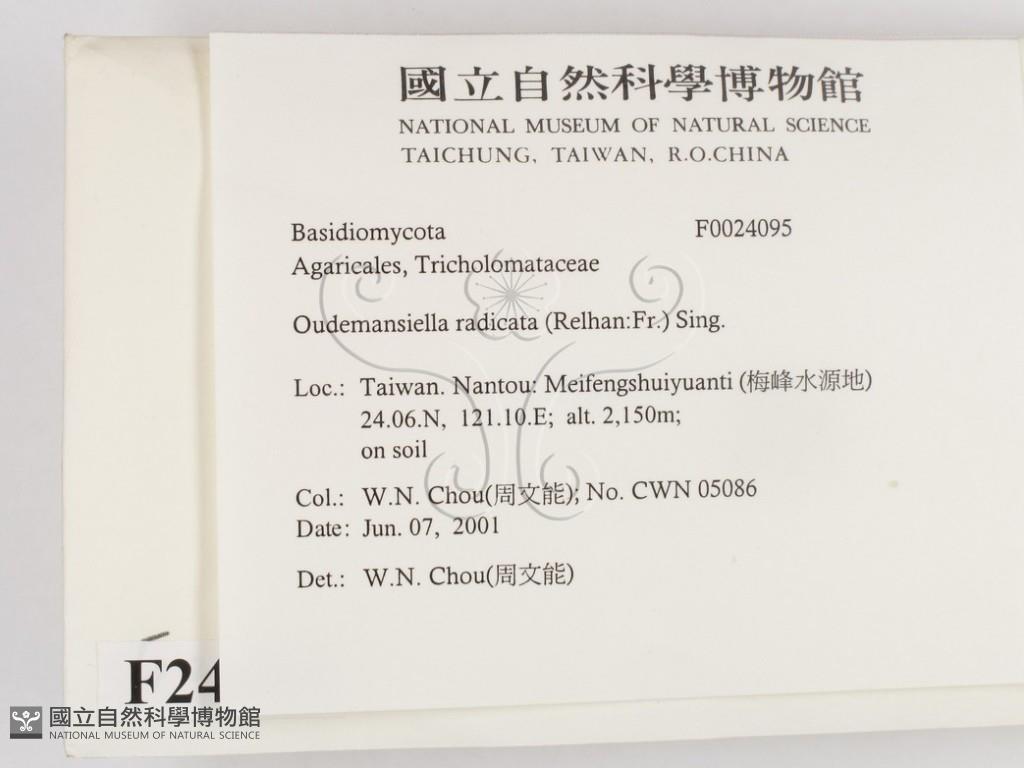 國立自然科學博物館
NATIONAL MUSEUM OF NATURAL SCIENCE
TAICHUNG, TAIWAN, R.O.CHINA
Basidiomycota F0024095
Agaricales, Tricholomataceae
Oudemansiella radicata (Relhan:Fr.) Sing.
Loc.: Taiwan. Nantou: Meifengshuiyuanti (梅峰水源地)
24.06.N, 121.10.E; alt. 2,150m;
on soil
Col.: W.N. Chou(周文能); No. CWN 05086
Date: Jun. 07, 2001
Det.: W.N. Chou(周文能)
F24
國立自然科學博物館
NATIONAL MUSEUM OF NATURAL SCIENCE